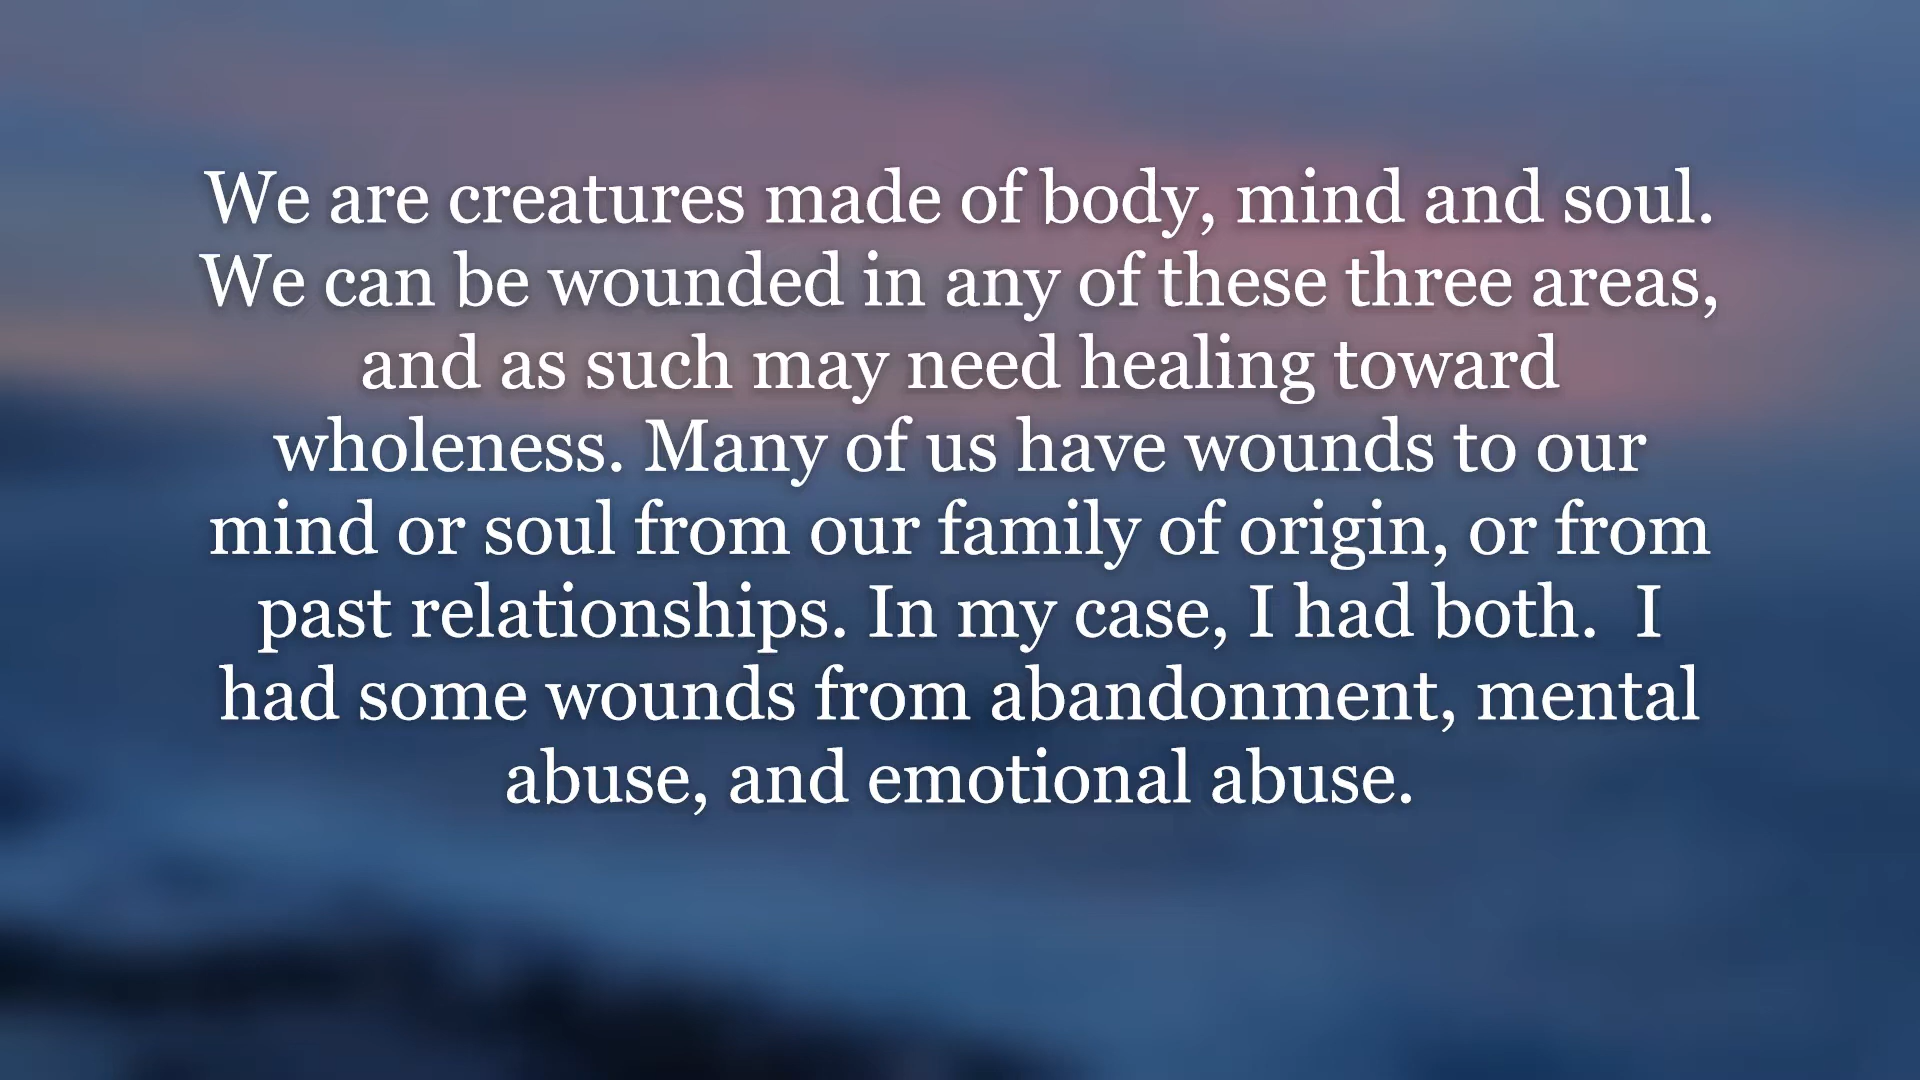 We are creatures made of body, mind and soul.
We can be wounded in any of these three areas,
and as such may need healing toward
wholeness. Many of us have wounds to our
mind or soul from our family of origin, or from
past relationships. In my case, I had both.  I
had some wounds from abandonment, mental
abuse, and emotional abuse.